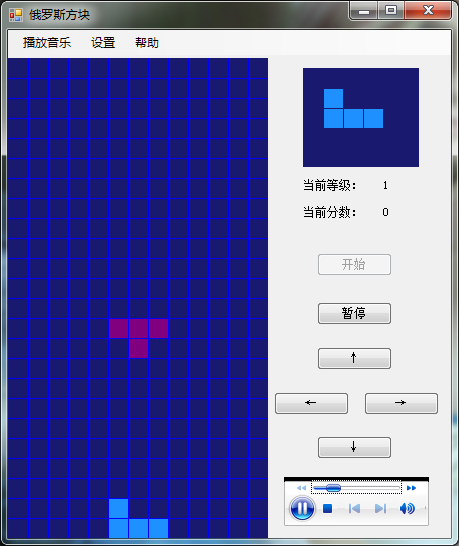 俄罗斯方块
播放音乐 设置 帮助
当前等级： 1
当前分数： 0
开始
暂停
↑
← →
↓